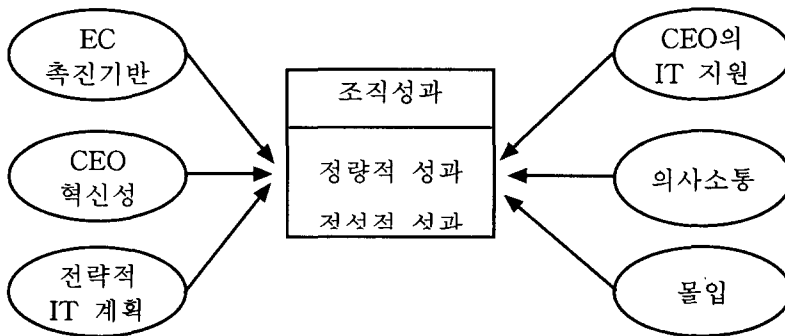 EC
촉진기반
CEO
혁신성
전략적
IT 계획
조직성과
정량적 성과
정성적 성과
CEO의
IT 지원
의사소통
몰입